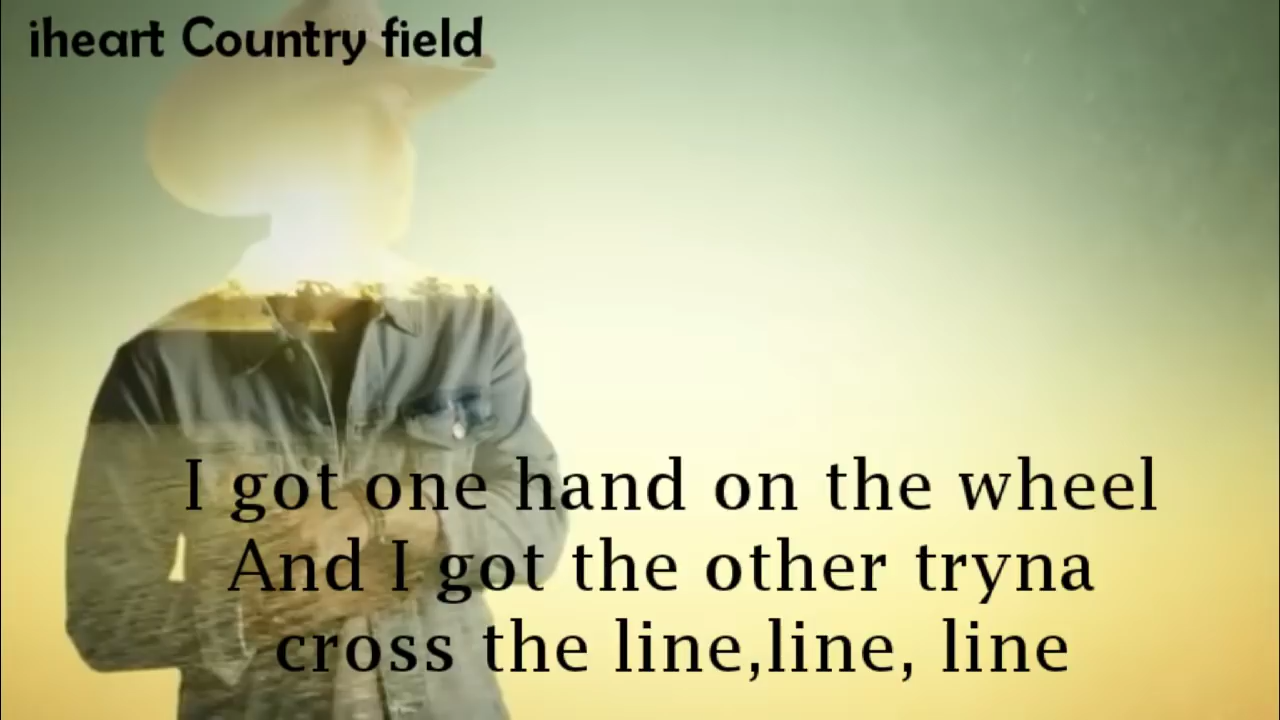 iheart Country field
I got one hand on the wheel
And I got the other tryna
cross the line,line, line